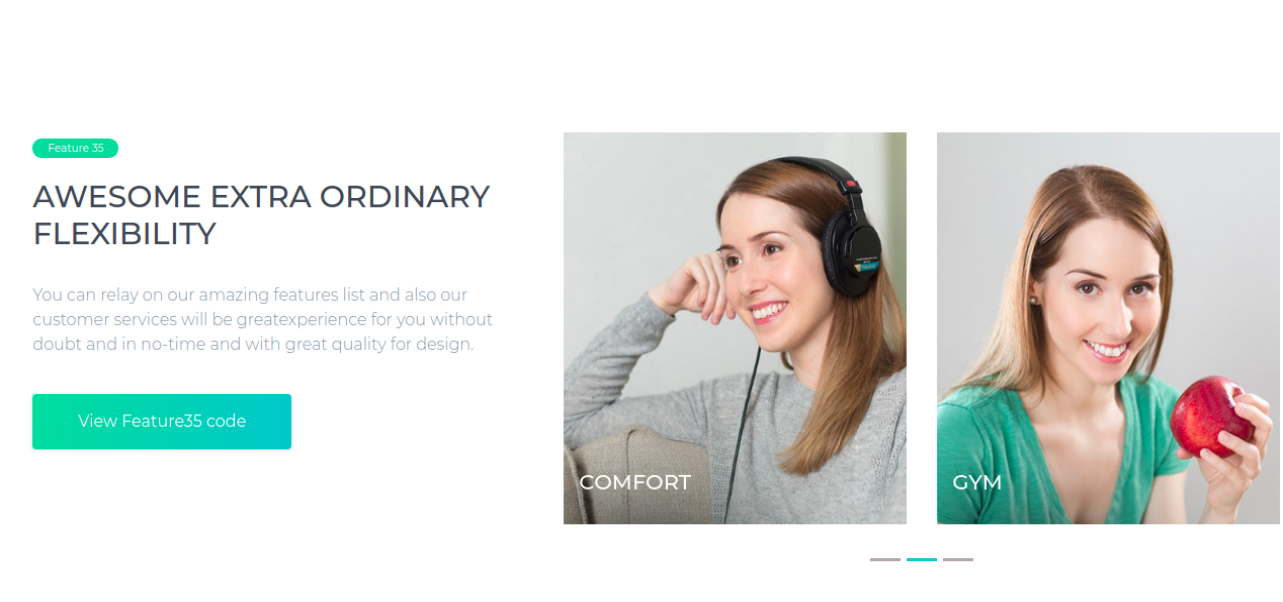 Feature 35
AWESOME EXTRA ORDINARY
FLEXIBILITY
You can relay on our amazing features list and also our
customer services will be greatexperience for you without
doubt and in no-time and with great quality for design.
View Feature35 code
COMFORT
GYM